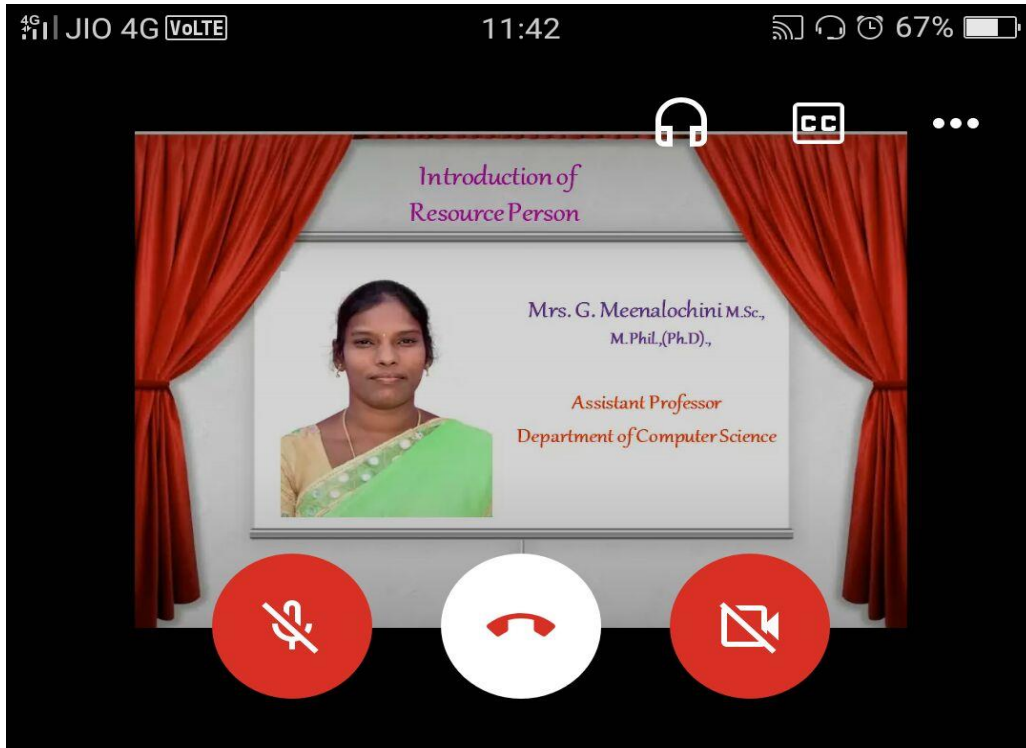 4G JIO 4G VoLTE 11:42 67%
CC
Introduction of
Resource Person
Mrs. G. Meenalochini M.Sc.,
M.Phil.,(Ph.D).,
Assistant Professor
Department of Computer Science